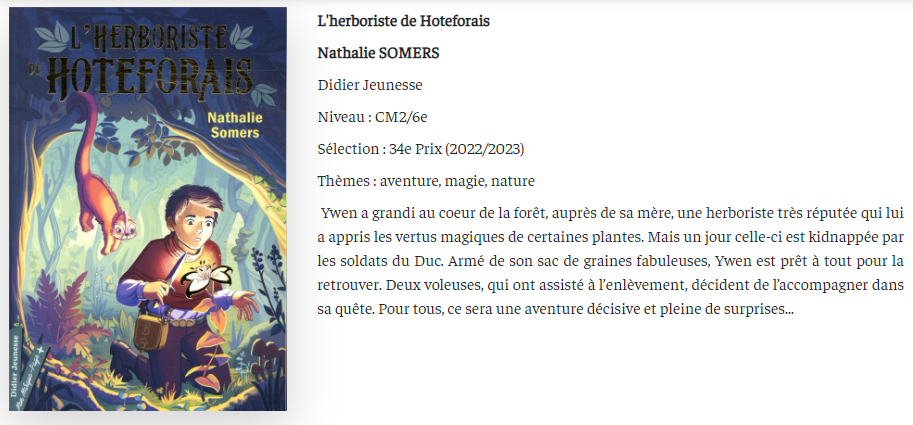 L'HERBORISTE
DE HOTEFORAIS
Nathalie
Somers
Didier Jeunesse
L'herboriste de Hoteforais
Nathalie SOMERS
Didier Jeunesse
Niveau : CM2/6e
Sélection : 34e Prix (2022/2023)
Thèmes : aventure, magie, nature
Ywen a grandi au coeur de la forêt, auprès de sa mère, une herboriste très réputée qui lui
a appris les vertus magiques de certaines plantes. Mais un jour celle-ci est kidnappée par
les soldats du Duc. Armé de son sac de graines fabuleuses, Ywen est prêt à tout pour la
retrouver. Deux voleuses, qui ont assisté à l'enlèvement, décident de l'accompagner dans
sa quête. Pour tous, ce sera une aventure décisive et pleine de surprises...